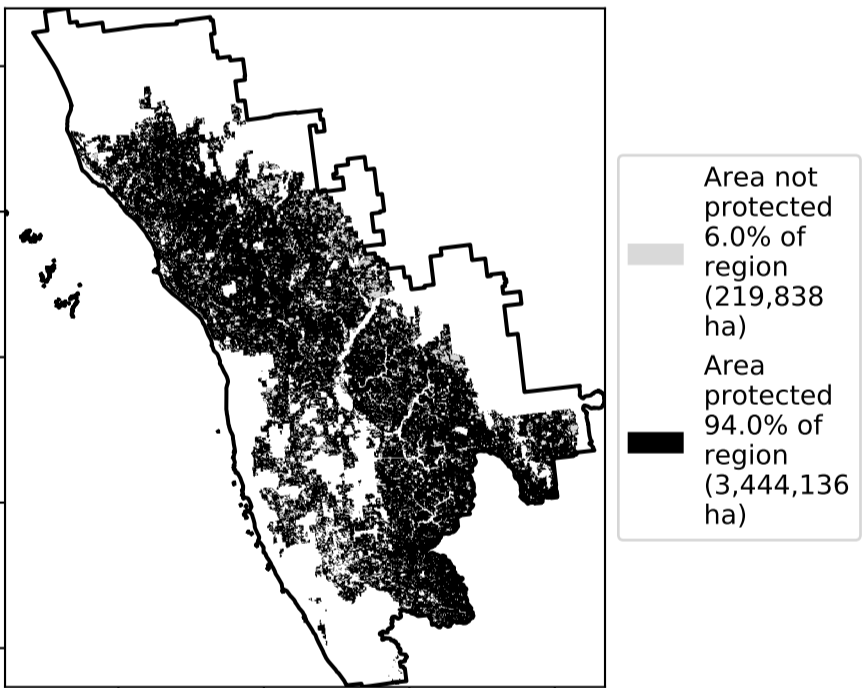 Area not
protected
6.0% of
region
(219,838
ha)
Area
protected
94.0% of
region
(3,444,136
ha)